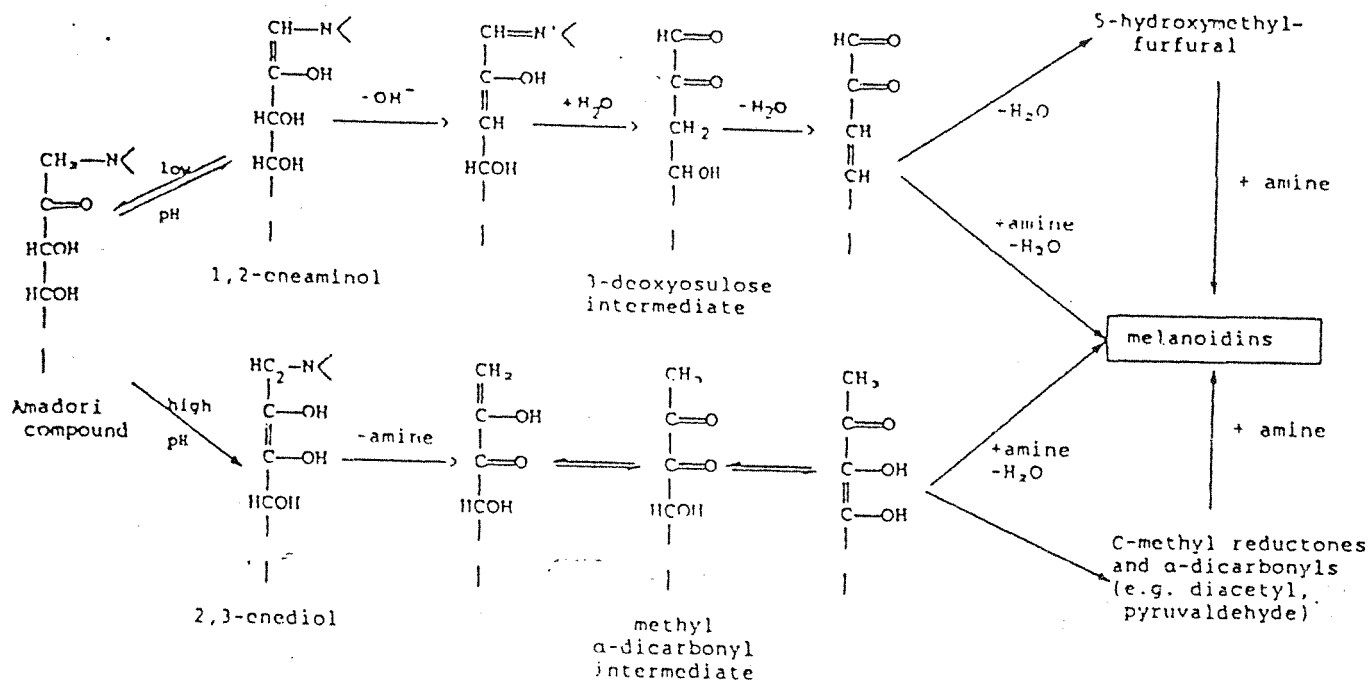 CH—N<
C—OH
HCOH
HCOH
1,2-eneaminol
-OH⁻
CH=N⁺<
C—OH
CH
HCOH
+H₂O
HC=O
C=O
CH₂
CHOH
3-deoxyosulose
intermediate
-H₂O
HC=O
C=O
CH
CH
-H₂O
5-hydroxymethyl-
furfural
+ amine
+amine
-H₂O
melanoidins
CH₂—N<
C=O
HCOH
HCOH
Amadori
compound
low
pH
high
pH
HC₂—N<
C—OH
C—OH
HCOH
2,3-enediol
-amine
CH₂
C—OH
C=O
HCOH
CH₃
C=O
C=O
HCOH
methyl
α-dicarbonyl
intermediate
CH₃
C=O
C—OH
C—OH
+amine
-H₂O
+ amine
C-methyl reductones
and α-dicarbonyls
(e.g. diacetyl,
pyruvaldehyde)